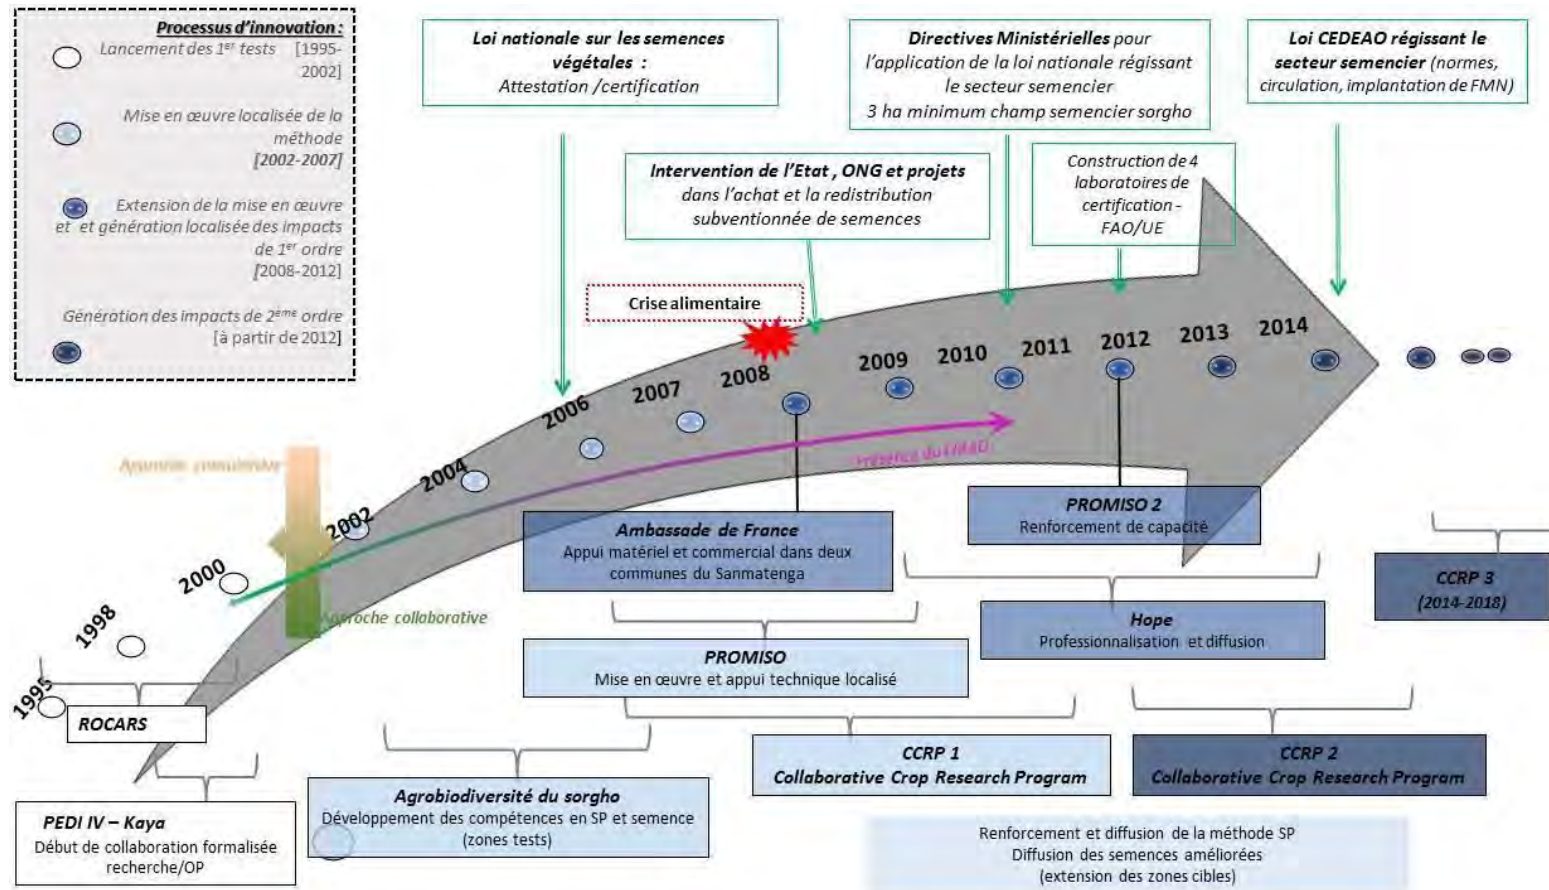 Processus d'innovation :
Lancement des 1er tests [1995-
2002]
Mise en œuvre localisée de la
méthode
[2002-2007]
Extension de la mise en œuvre
et et génération localisée des impacts
de 1er ordre
[2008-2012]
Génération des impacts de 2ème ordre
[à partir de 2012]
Loi nationale sur les semences
végétales :
Attestation /certification
Directives Ministérielles pour
l'application de la loi nationale régissant
le secteur semencier
3 ha minimum champ semencier sorgho
Loi CEDEAO régissant le
secteur semencier (normes,
circulation, implantation de FMN)
Intervention de l'Etat , ONG et projets
dans l'achat et la redistribution
subventionnée de semences
Construction de 4
laboratoires de
certification -
FAO/UE
Crise alimentaire
1995
1998
2000
2002
2004
2006
2007
2008
2009
2010
2011
2012
2013
2014
Approche
Présence du
Approche collaborative
Ambassade de France
Appui matériel et commercial dans deux
communes du Sanmatenga
PROMISO 2
Renforcement de capacité
CCRP 3
(2014-2018)
Hope
Professionnalisation et diffusion
PROMISO
Mise en œuvre et appui technique localisé
ROCARS
CCRP 1
Collaborative Crop Research Program
CCRP 2
Collaborative Crop Research Program
PEDI IV – Kaya
Début de collaboration formalisée
recherche/OP
Agrobiodiversité du sorgho
Développement des compétences en SP et semence
(zones tests)
Renforcement et diffusion de la méthode SP
Diffusion des semences améliorées
(extension des zones cibles)